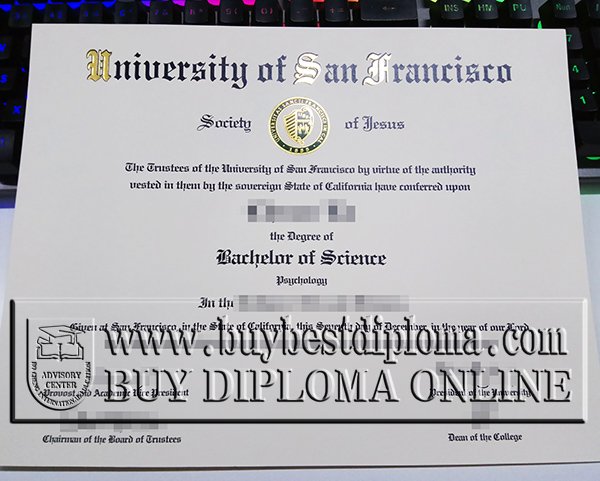 INS HM PU
University of San Francisco
Society of Jesus
The Trustees of the University of San Francisco by virtue of the authority
vested in them by the sovereign State of California have conferred upon
the Degree of
Bachelor of Science
Psychology
In the
Given at San Francisco, in the State of California, this Seventy day of December, in the year of our Lord
www.buybestdiploma.com
ADVISORY
CENTER
BUY DIPLOMA ONLINE
Provost and Academic Vice President
President of the University
Chairman of the Board of Trustees
Dean of the College